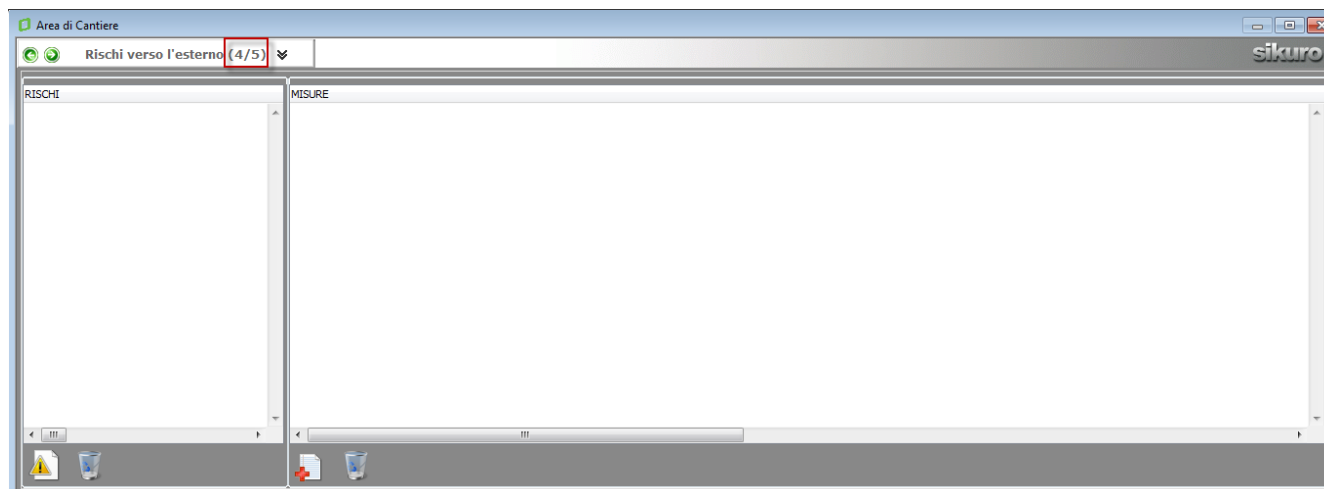 Area di Cantiere
Rischi verso l'esterno (4/5)
sikuro
RISCHI
MISURE